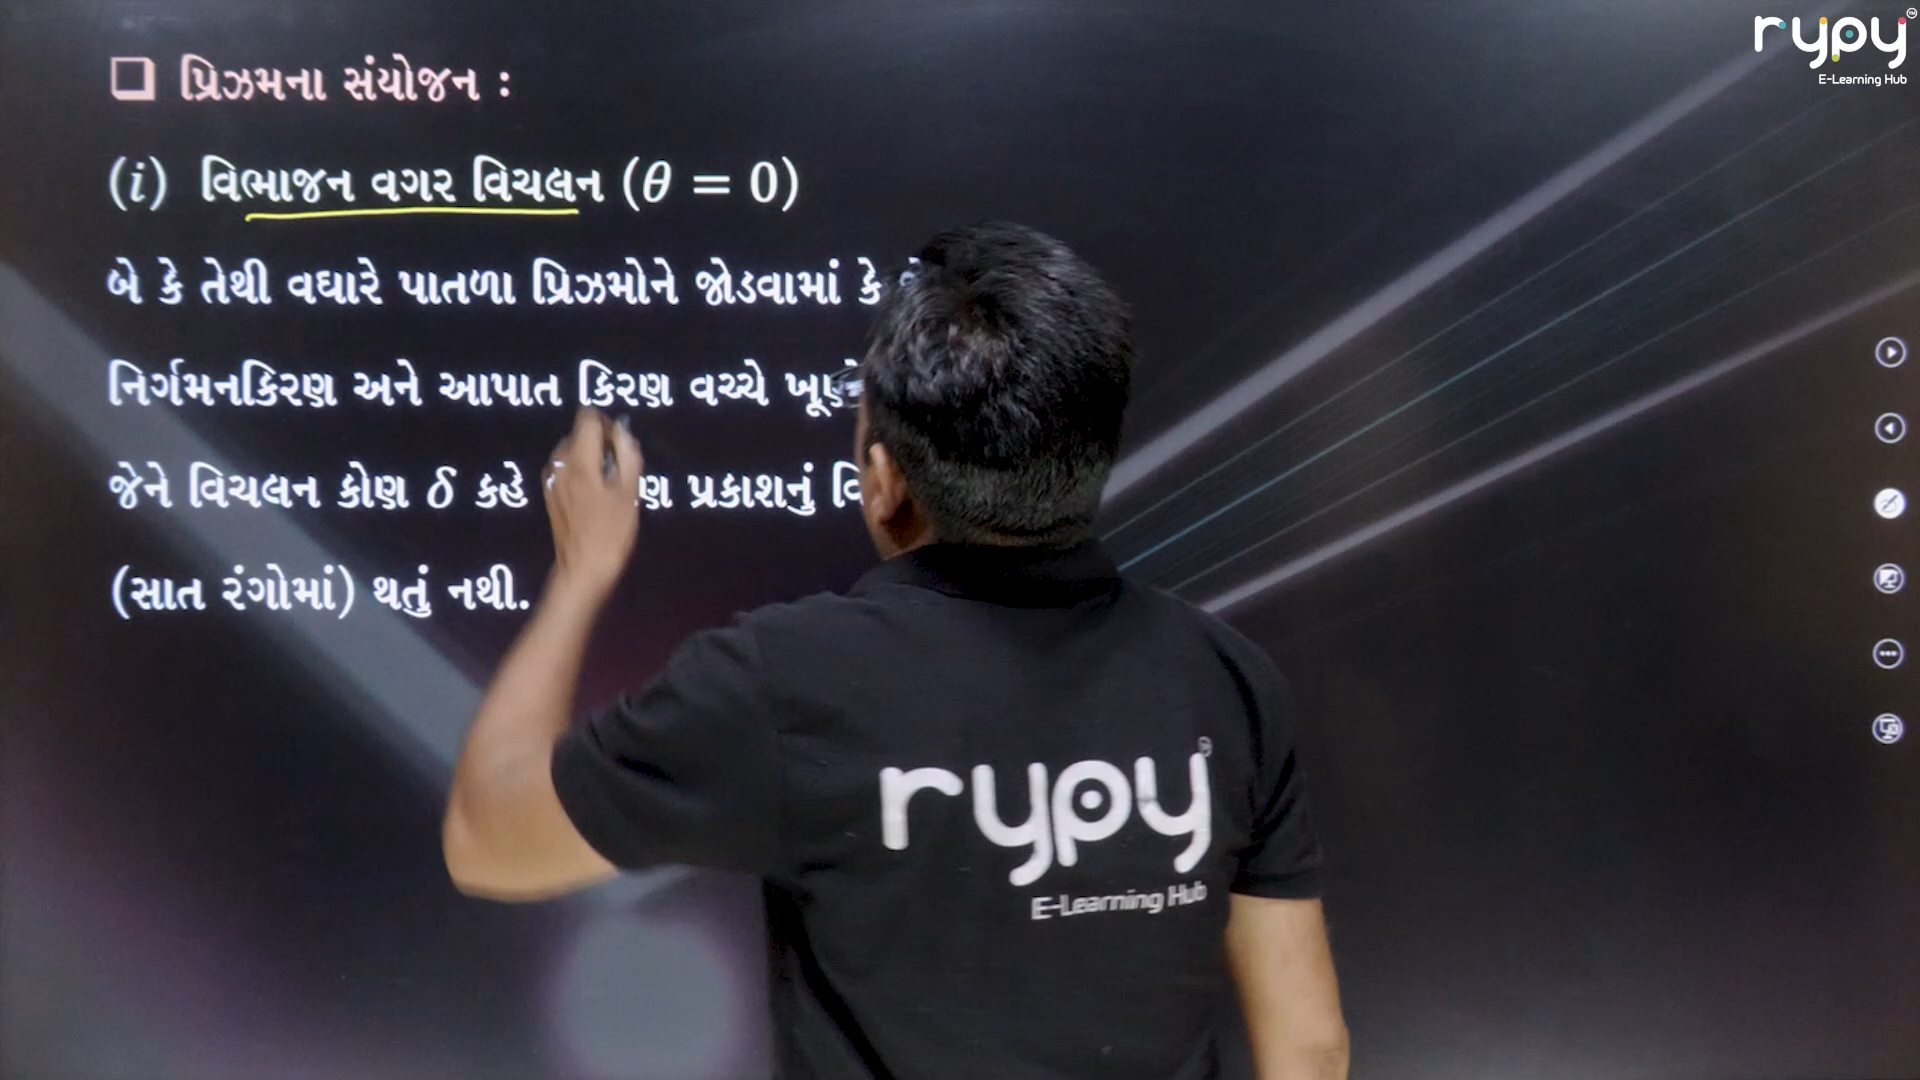 rypy
E-Learning Hub
❑ પ્રિઝમના સંયોજન :
(i) વિભાજન વગર વિચલન (θ = 0)
બે કે તેથી વધારે પાતળા પ્રિઝમોને જોડવામાં કે
નિર્ગમનકિરણ અને આપાત કિરણ વચ્ચે
જેને વિચલન કોણ δ કહે પ્રકાશનું
(સાત રંગોમાં) થતું નથી.
rypy
E-Learning Hub